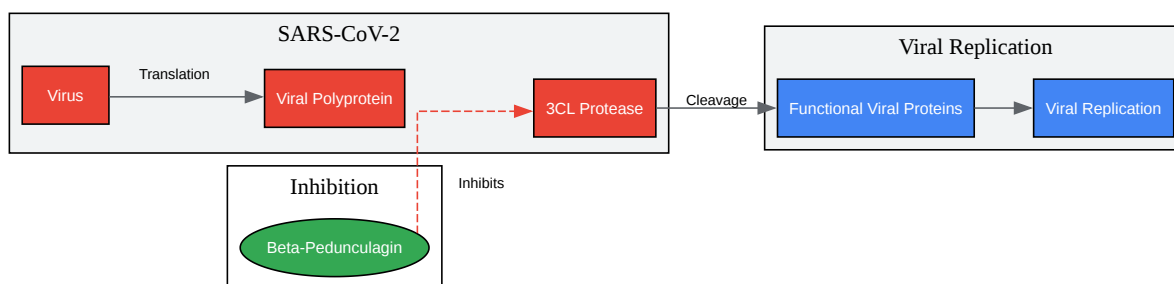 SARS-CoV-2
Virus
Translation
Viral Polyprotein
3CL Protease
Cleavage
Viral Replication
Functional Viral Proteins
Viral Replication
Inhibition
Inhibits
Beta-Pedunculagin